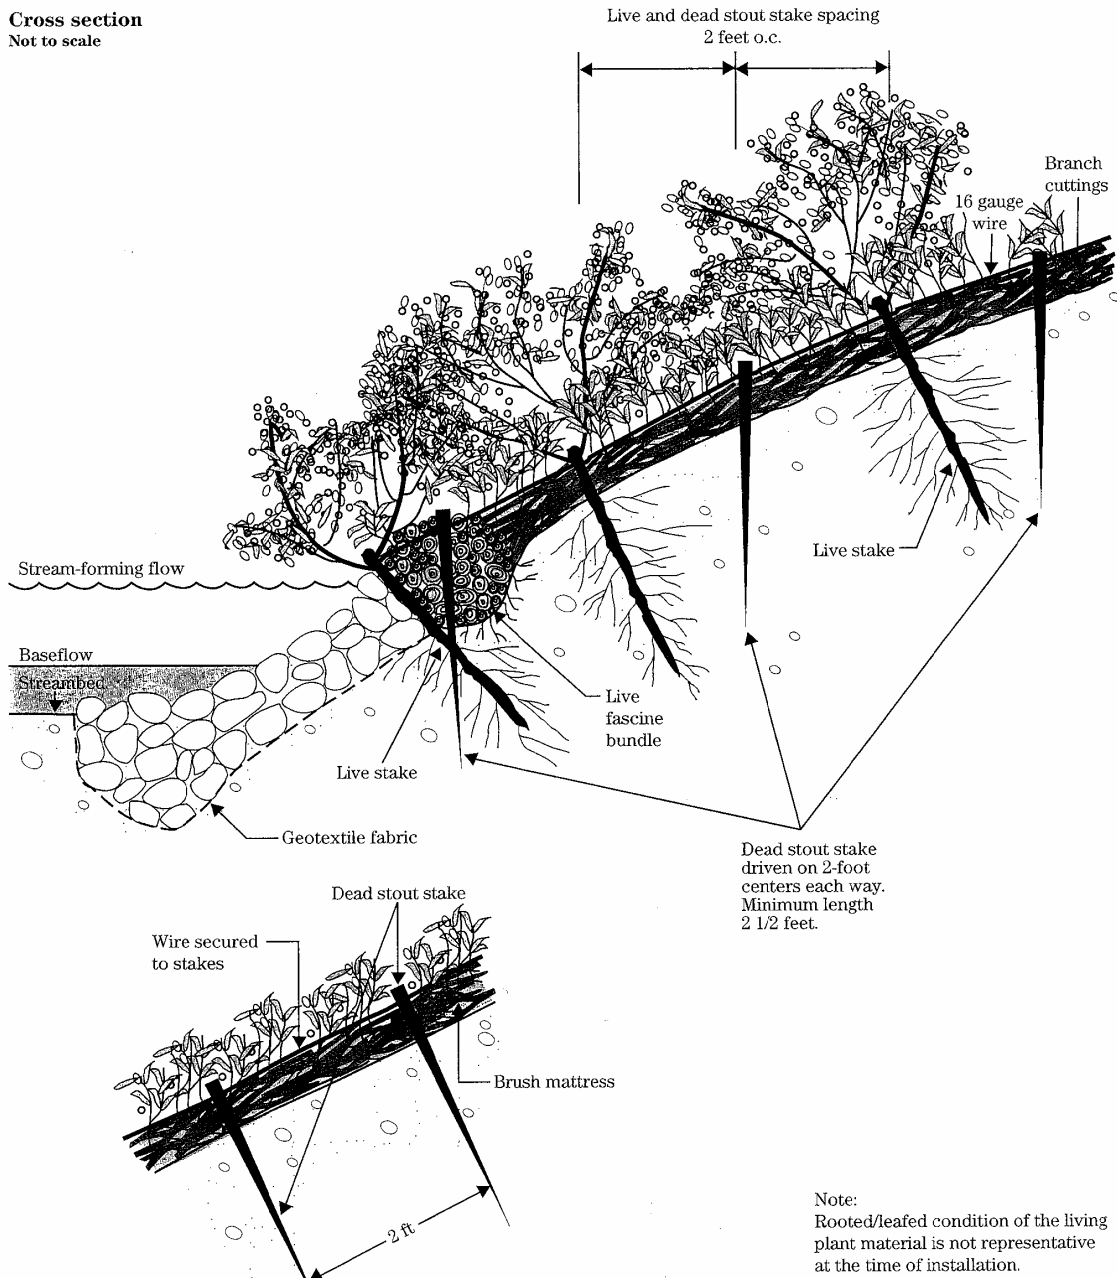 Cross section
Not to scale
Live and dead stout stake spacing
2 feet o.c.
Branch
cuttings
16 gauge
wire
Live stake
Stream-forming flow
Baseflow
Streambed
Live
fascine
bundle
Live stake
Geotextile fabric
Dead stout stake
driven on 2-foot
centers each way.
Minimum length
2 1/2 feet.
Dead stout stake
Wire secured
to stakes
Brush mattress
2 ft
Note:
Rooted/leafed condition of the living
plant material is not representative
at the time of installation.